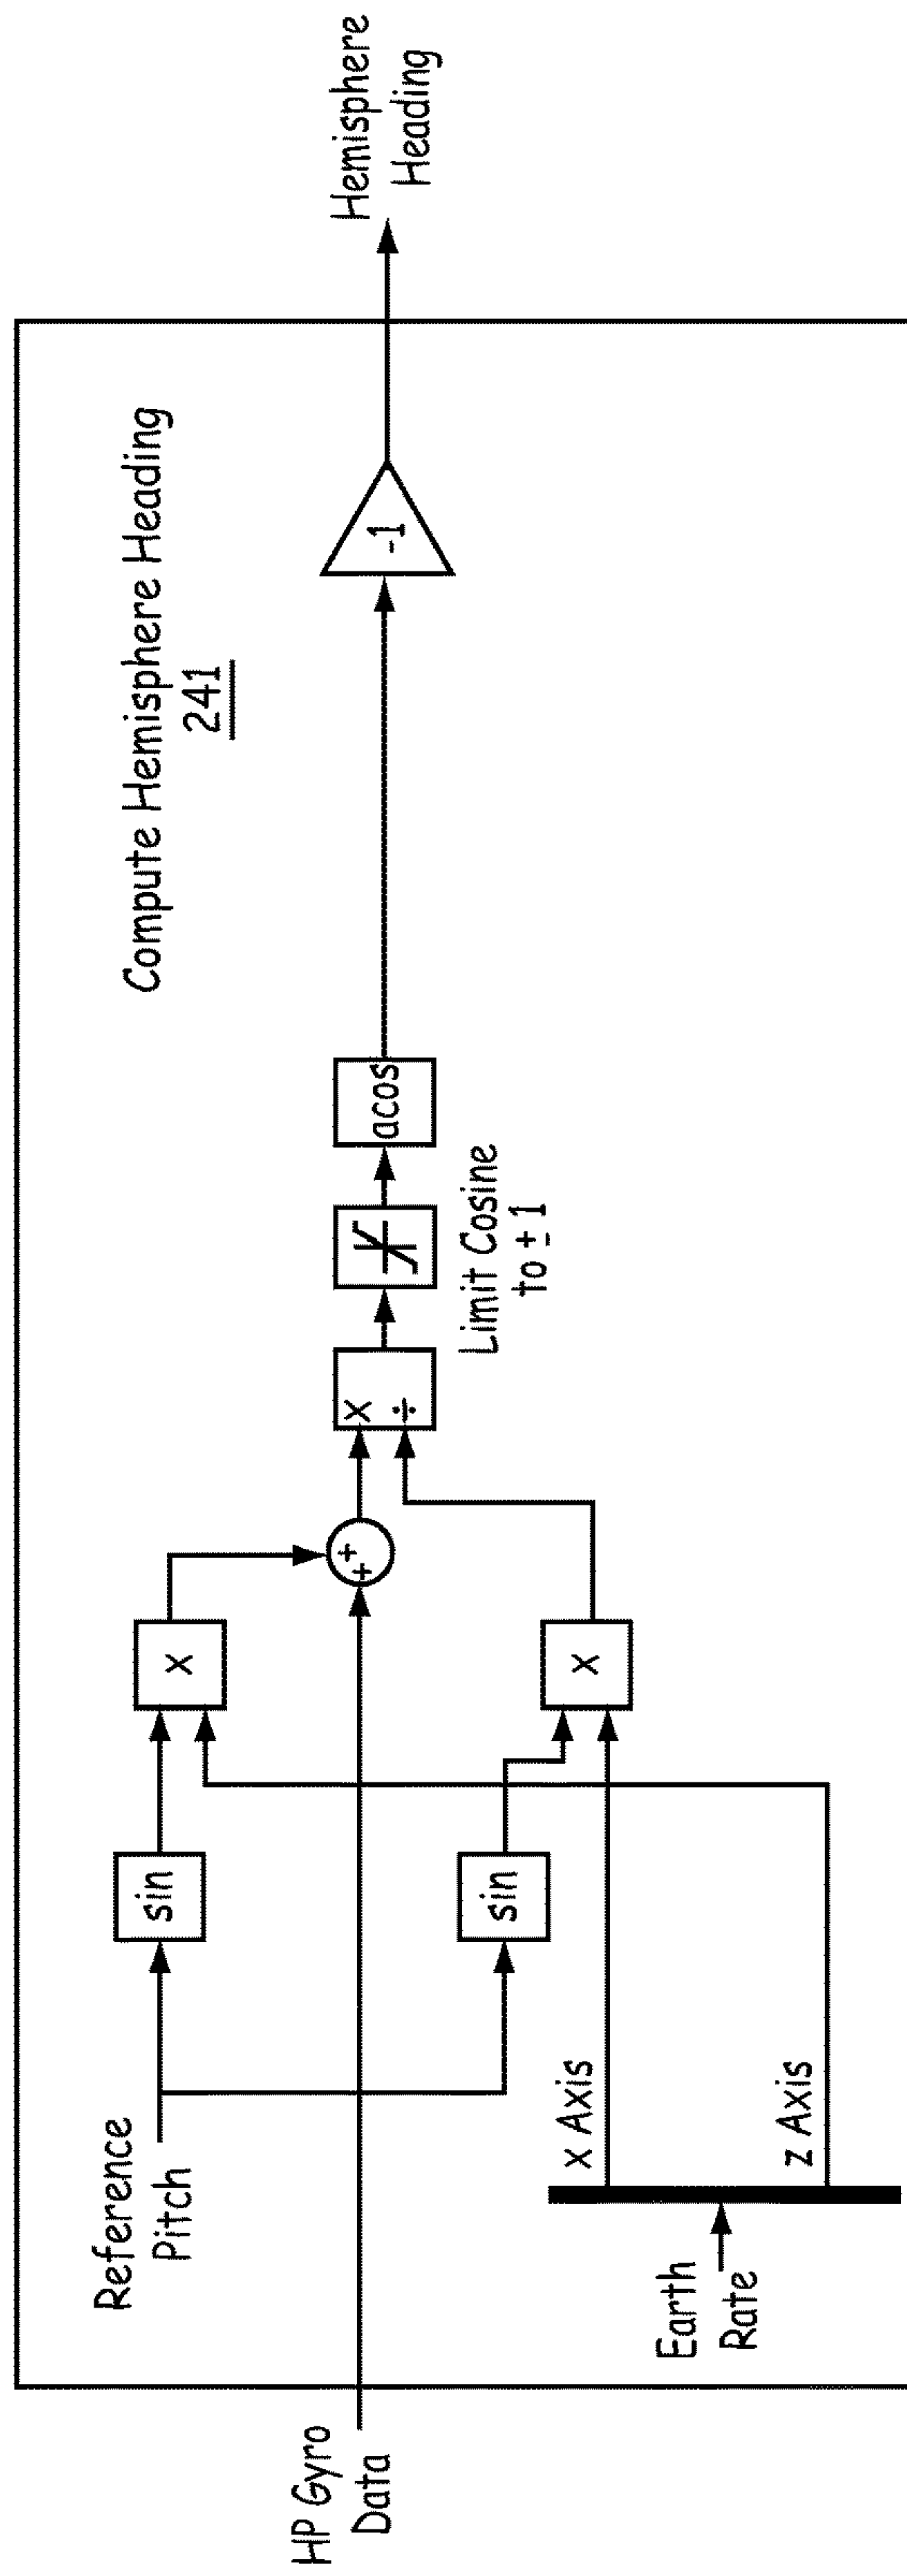 Compute Hemisphere Heading
241
HP Gyro
Data
Reference
Pitch
sin
x
sin
x
x Axis
z Axis
Earth
Rate
+
+
x
÷
Limit Cosine
to ± 1
acos
-1
Hemisphere
Heading